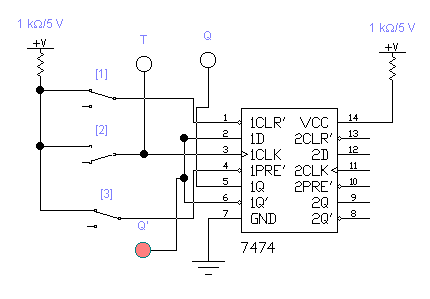 1 kΩ/5 V
1 kΩ/5 V
+V
+V
T
Q
[1]
[2]
[3]
Q'
1 1CLR' VCC 14
2 1D 2CLR' 13
3 1CLK 2D 12
4 1PRE' 2CLK 11
5 1Q 2PRE' 10
6 1Q' 2Q 9
7 GND 2Q' 8
7474